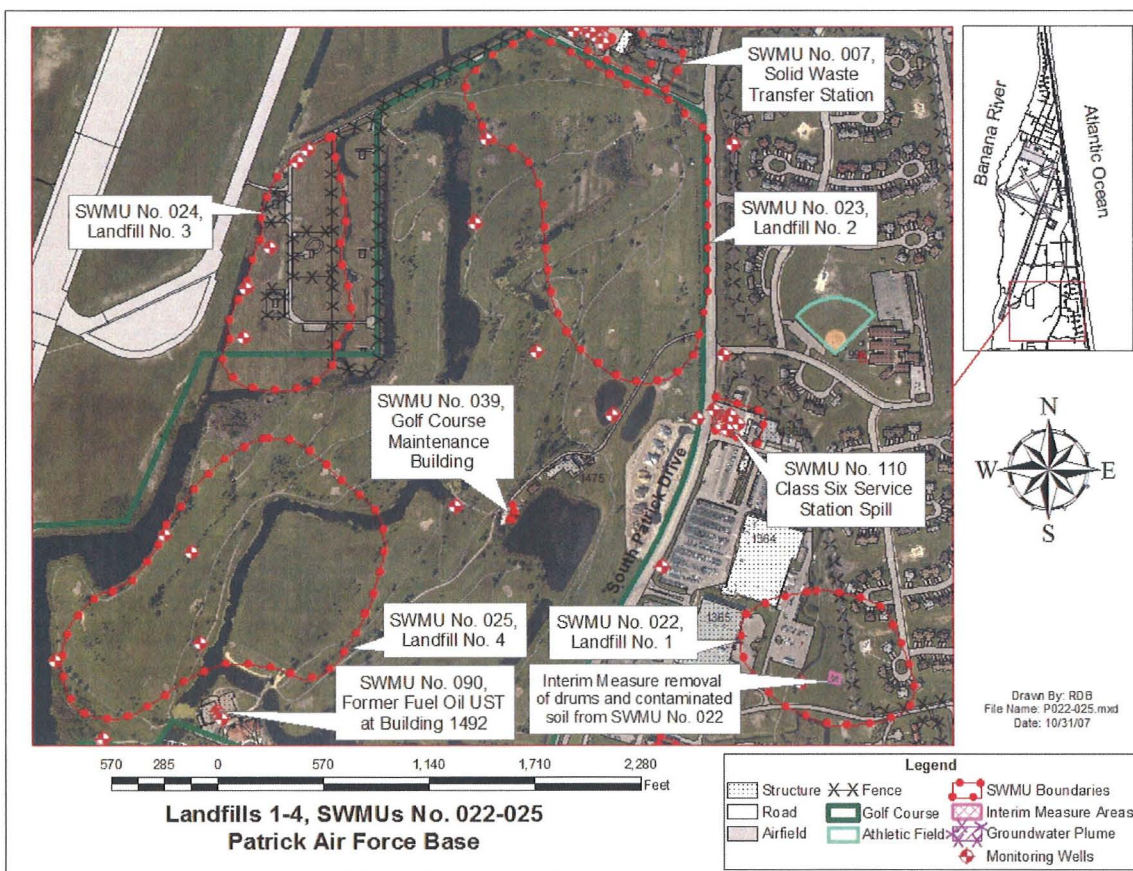 SWMU No. 007,
Solid Waste
Transfer Station
SWMU No. 024,
Landfill No. 3
SWMU No. 023,
Landfill No. 2
SWMU No. 039,
Golf Course
Maintenance
Building
1475
South Patrick Drive
SWMU No. 110
Class Six Service
Station Spill
1364
1365
SWMU No. 025,
Landfill No. 4
SWMU No. 022,
Landfill No. 1
SWMU No. 090,
Former Fuel Oil UST
at Building 1492
Interim Measure removal
of drums and contaminated
soil from SWMU No. 022
Banana River
Atlantic Ocean
N
W
E
S
Drawn By: RDB
File Name: P022-025.mxd
Date: 10/31/07
570 285 0 570 1,140 1,710 2,280
Feet
Landfills 1-4, SWMUs No. 022-025
Patrick Air Force Base
Legend
Structure
Fence
SWMU Boundaries
Road
Golf Course
Interim Measure Areas
Airfield
Athletic Field
Groundwater Plume
Monitoring Wells